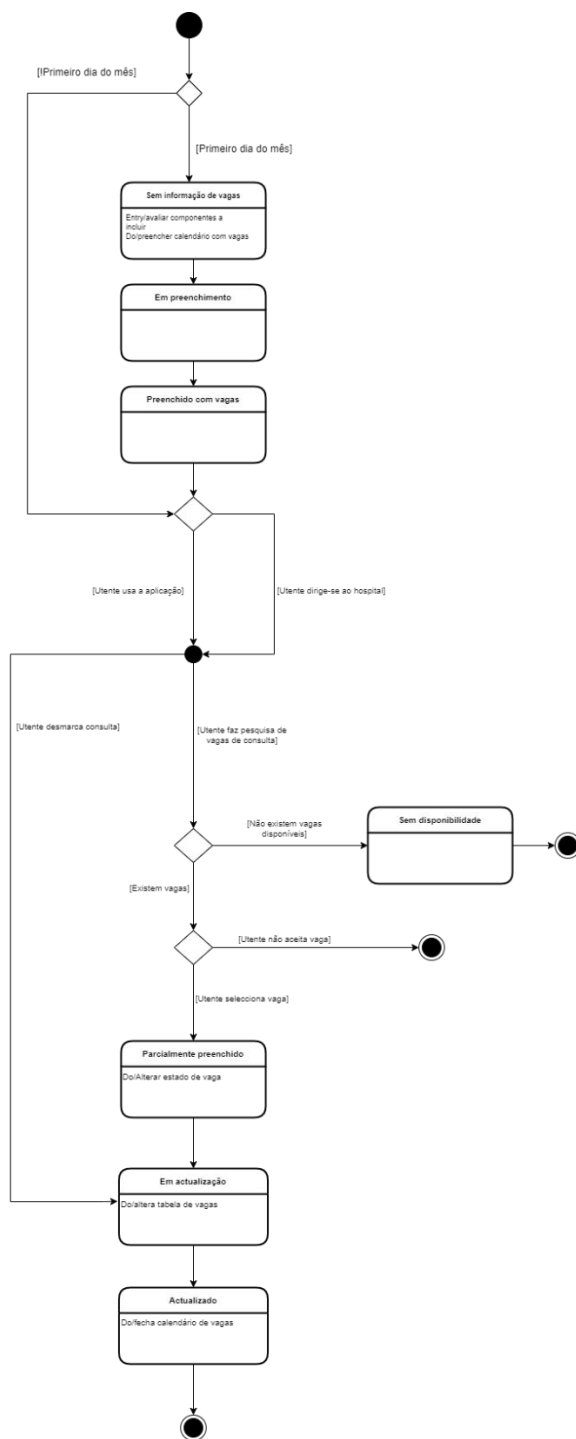 [!Primeiro dia do mês]
[Primeiro dia do mês]
Sem informação de vagas
Entry/avaliar componentes a
incluir
Do/preencher calendário com vagas
Em preenchimento
Preenchido com vagas
[Utente usa a aplicação]
[Utente dirige-se ao hospital]
[Utente desmarca consulta]
[Utente faz pesquisa de
vagas de consulta]
[Não existem vagas
disponíveis]
Sem disponibilidade
[Existem vagas]
[Utente não aceita vaga]
[Utente selecciona vaga]
Parcialmente preenchido
Do/Alterar estado de vaga
Em actualização
Do/altera tabela de vagas
Actualizado
Do/fecha calendário de vagas